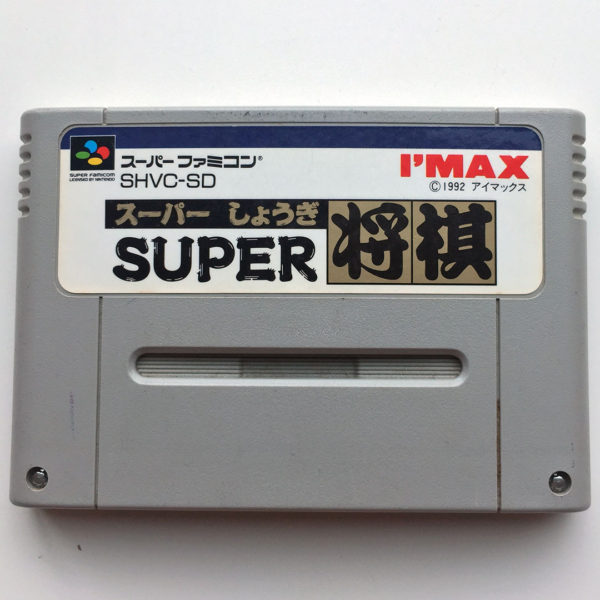 SUPER FAMICOM
LICENSED BY NINTENDO
スーパーファミコン®
SHVC-SD
I'MAX
©1992 アイマックス
スーパー しょうぎ
SUPER 将棋